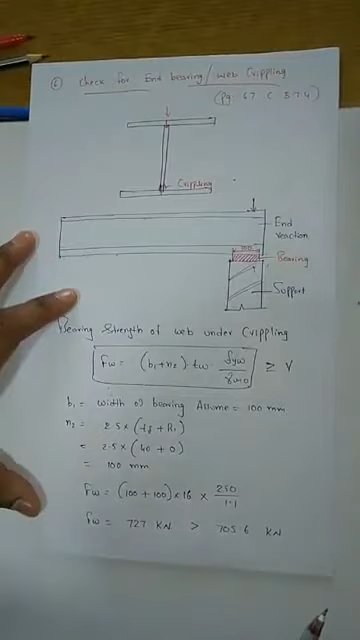 6) Check for End bearing / web Crippling
(Pg. 67 C 8.7.4)
Crippling
End
reaction
100
Bearing
Support
Bearing Strength of web under Crippling
Fw = (b1+n2) tw · fyw/γmo ≥ V
b1 = width of bearing Assume = 100 mm
n2 = 2.5 × (tf + R1)
= 2.5 × (40 + 0)
= 100 mm
Fw = (100 + 100) × 16 × 250/1.1
Fw = 727 KN > 705.6 KN